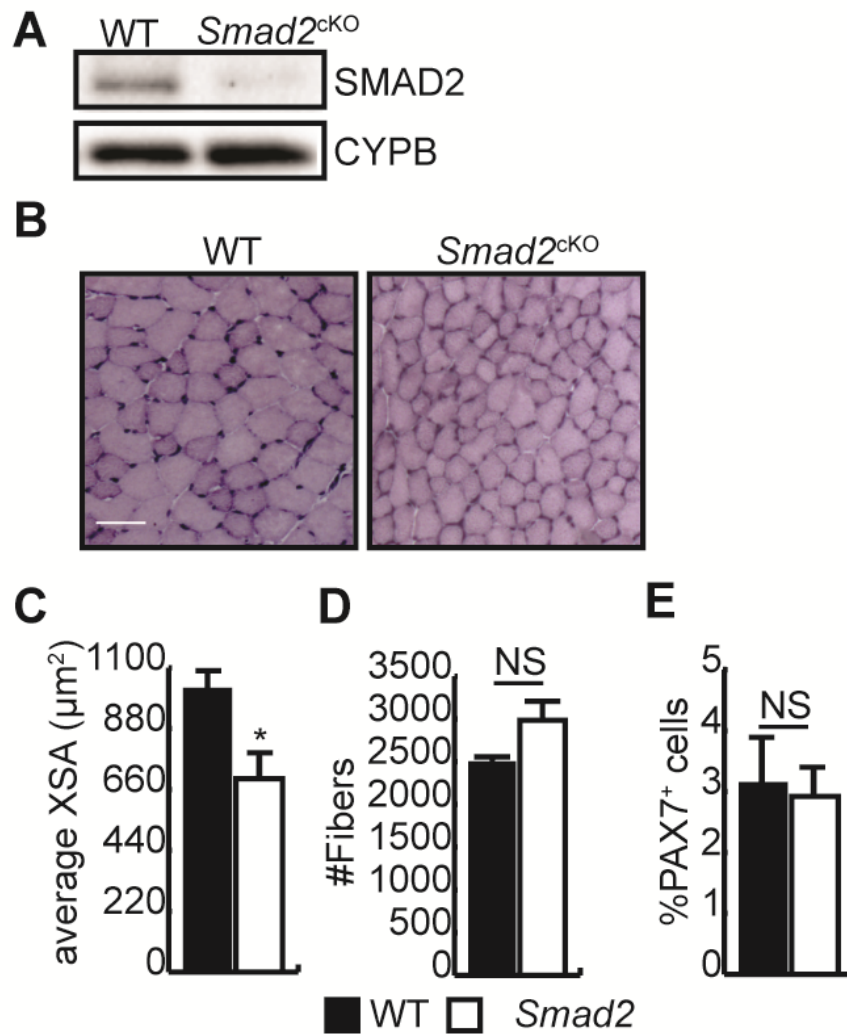 A
WT Smad2cKO
SMAD2
CYPB
B
WT Smad2cKO
C
average XSA (µm²)
1100
880
660
440
220
0
*
D
#Fibers
3500
3000
2500
2000
1500
1000
500
0
NS
E
%PAX7⁺ cells
5
4
3
2
1
0
NS
WT Smad2